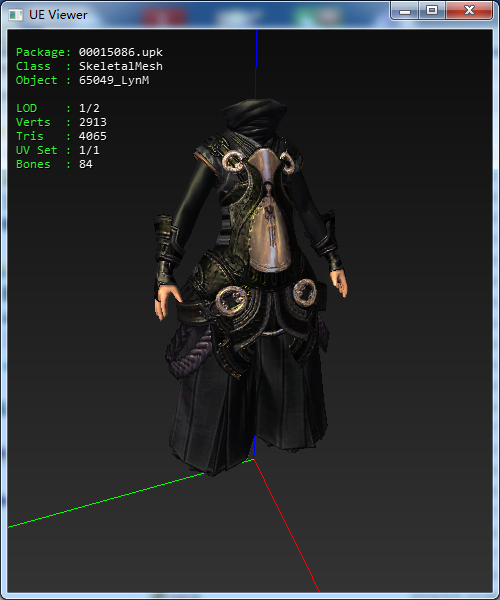 UE Viewer
Package: 00015086.upk
Class  : SkeletalMesh
Object : 65049_LynM
LOD    : 1/2
Verts  : 2913
Tris   : 4065
UV Set : 1/1
Bones  : 84